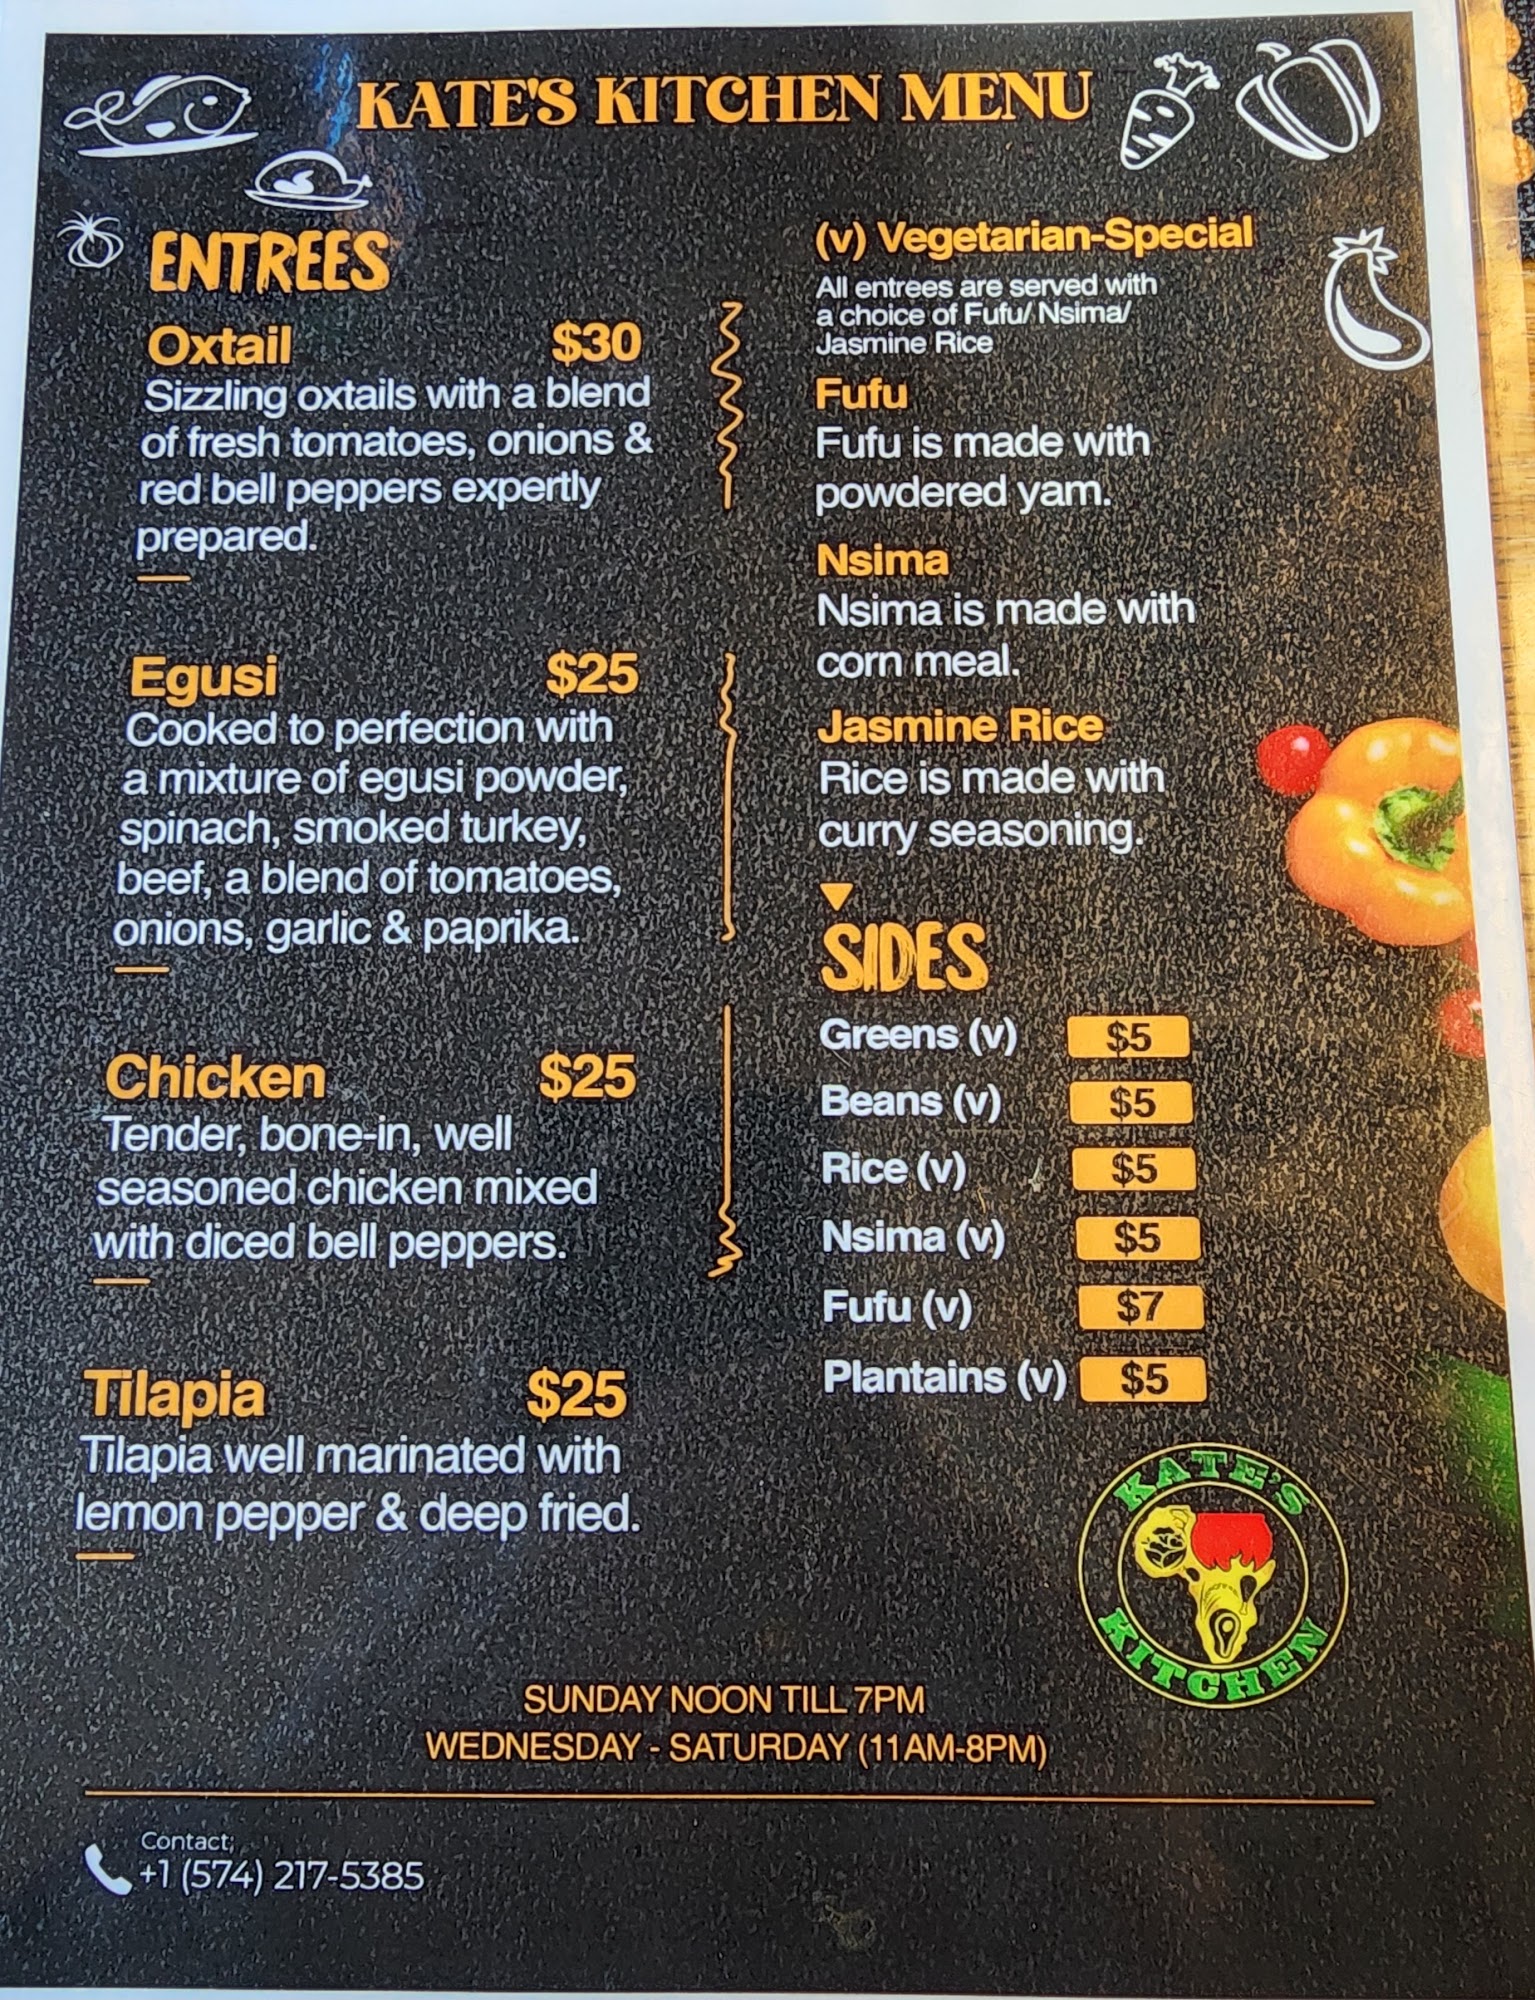 KATE'S KITCHEN MENU
ENTREES
Oxtail $30
Sizzling oxtails with a blend
of fresh tomatoes, onions &
red bell peppers expertly
prepared.
Egusi $25
Cooked to perfection with
a mixture of egusi powder,
spinach, smoked turkey,
beef, a blend of tomatoes,
onions, garlic & paprika.
Chicken $25
Tender, bone-in, well
seasoned chicken mixed
with diced bell peppers.
Tilapia $25
Tilapia well marinated with
lemon pepper & deep fried.
(v) Vegetarian-Special
All entrees are served with
a choice of Fufu/ Nsima/
Jasmine Rice
Fufu
Fufu is made with
powdered yam.
Nsima
Nsima is made with
corn meal.
Jasmine Rice
Rice is made with
curry seasoning.
SIDES
Greens (v) $5
Beans (v) $5
Rice (v) $5
Nsima (v) $5
Fufu (v) $7
Plantains (v) $5
KATE'S
KITCHEN
SUNDAY NOON TILL 7PM
WEDNESDAY - SATURDAY (11AM-8PM)
Contact;
+1 (574) 217-5385